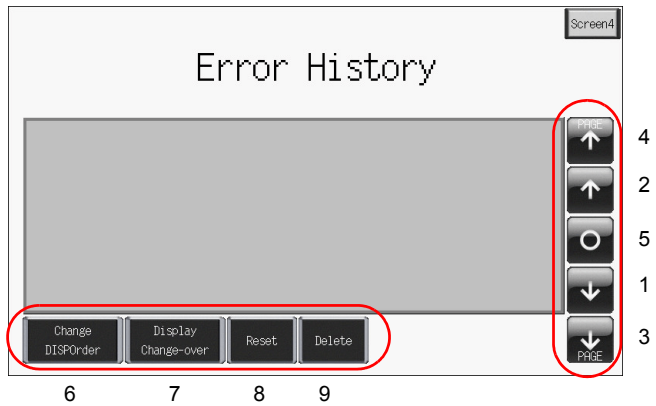 Screen4
Error History
PAGE
4
2
5
1
PAGE
3
Change
DISPOrder
Display
Change-over
Reset
Delete
6
7
8
9